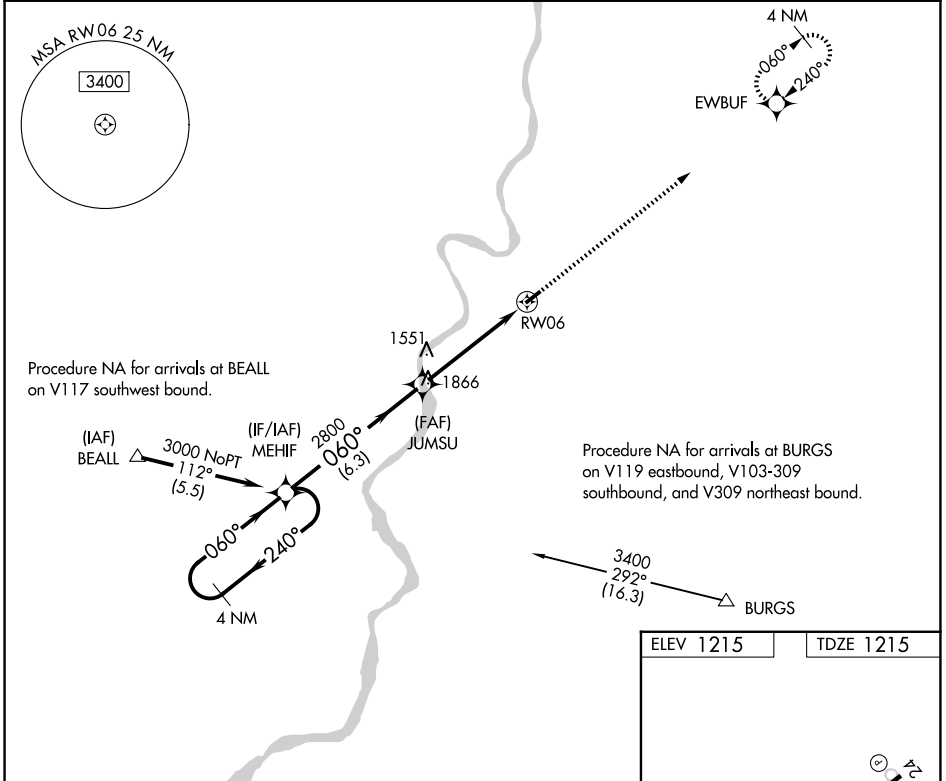 MSA RW06 25 NM
3400
4 NM
060°
240°
EWBUF
RW06
1551
1866
(FAF)
JUMSU
Procedure NA for arrivals at BEALL
on V117 southwest bound.
(IAF)
BEALL
3000 NoPT
112°
(5.5)
(IF/IAF)
MEHIF
2800
060°
(6.3)
060°
240°
4 NM
Procedure NA for arrivals at BURGS
on V119 eastbound, V103-309
southbound, and V309 northeast bound.
3400
292°
(16.3)
BURGS
ELEV 1215
TDZE 1215
24